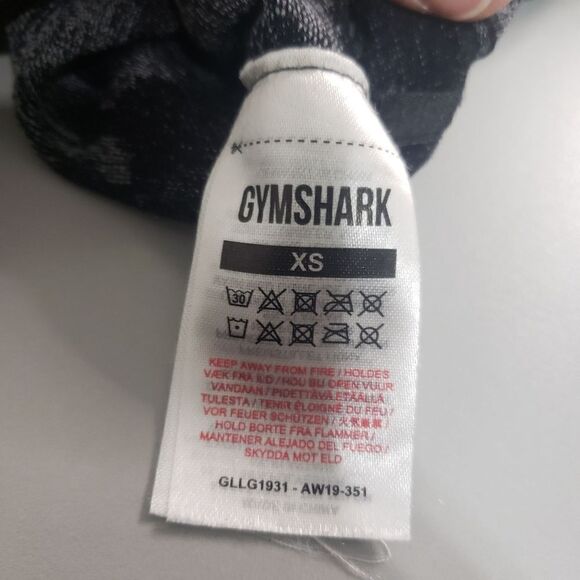 GYMSHARK
XS
30
KEEP AWAY FROM FIRE / HOLDES
VÆK FRA ILD / HOU BIJ OPEN VUUR
VANDAAN / PIDETTÄVÄ ETÄÄLLÄ
TULESTA / TENIR ÉLOIGNÉ DU FEU /
VOR FEUER SCHÜTZEN / 火気厳禁 /
HOLD BORTE FRA FLAMMER /
MANTENER ALEJADO DEL FUEGO /
SKYDDA MOT ELD
GLLG1931 - AW19-351